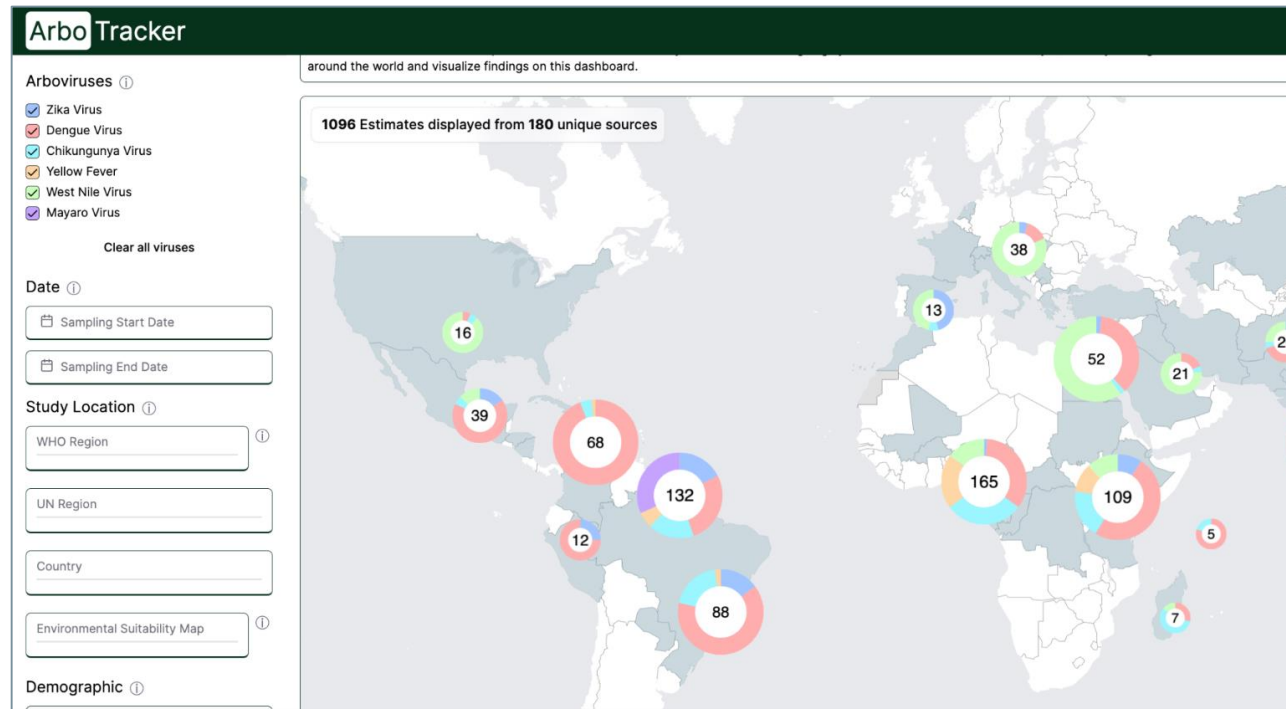 Arbo Tracker
around the world and visualize findings on this dashboard.
Arboviruses
Zika Virus
Dengue Virus
Chikungunya Virus
Yellow Fever
West Nile Virus
Mayaro Virus
Clear all viruses
Date
Sampling Start Date
Sampling End Date
Study Location
WHO Region
UN Region
Country
Environmental Suitability Map
Demographic
1096 Estimates displayed from 180 unique sources
38
13
16
52
21
39
68
165
132
109
12
5
88
7